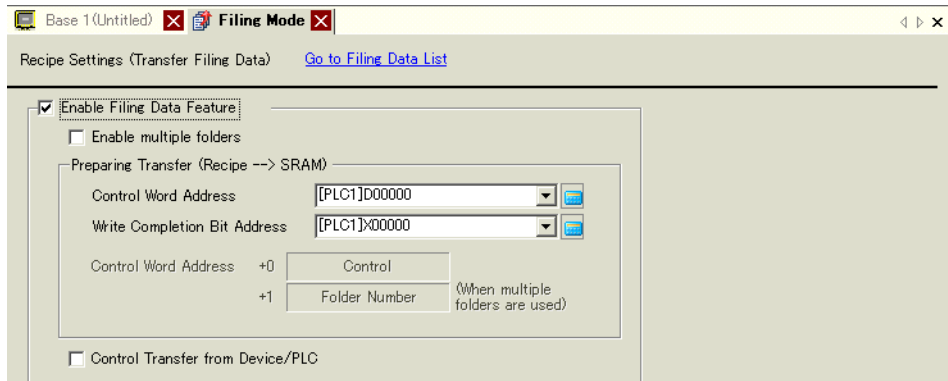 Base 1(Untitled) Filing Mode
Recipe Settings (Transfer Filing Data) Go to Filing Data List
Enable Filing Data Feature
Enable multiple folders
Preparing Transfer (Recipe --> SRAM)
Control Word Address [PLC1]D00000
Write Completion Bit Address [PLC1]X00000
Control Word Address +0 Control
+1 Folder Number (When multiple
folders are used)
Control Transfer from Device/PLC